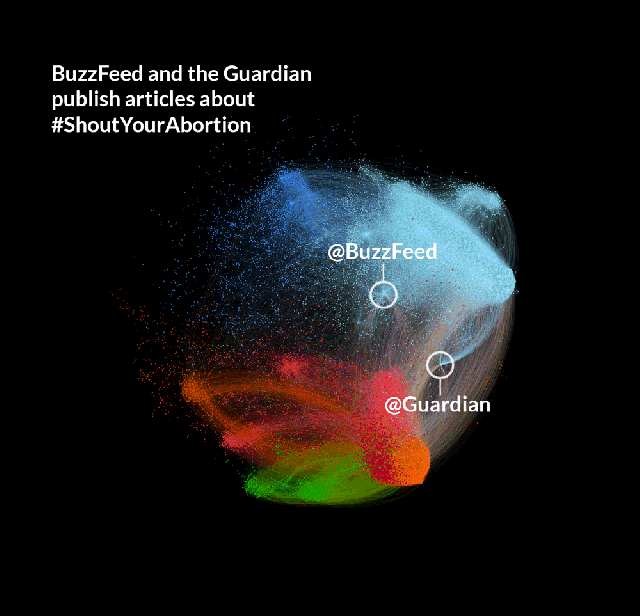 BuzzFeed and the Guardian
publish articles about
#ShoutYourAbortion
@BuzzFeed
@Guardian